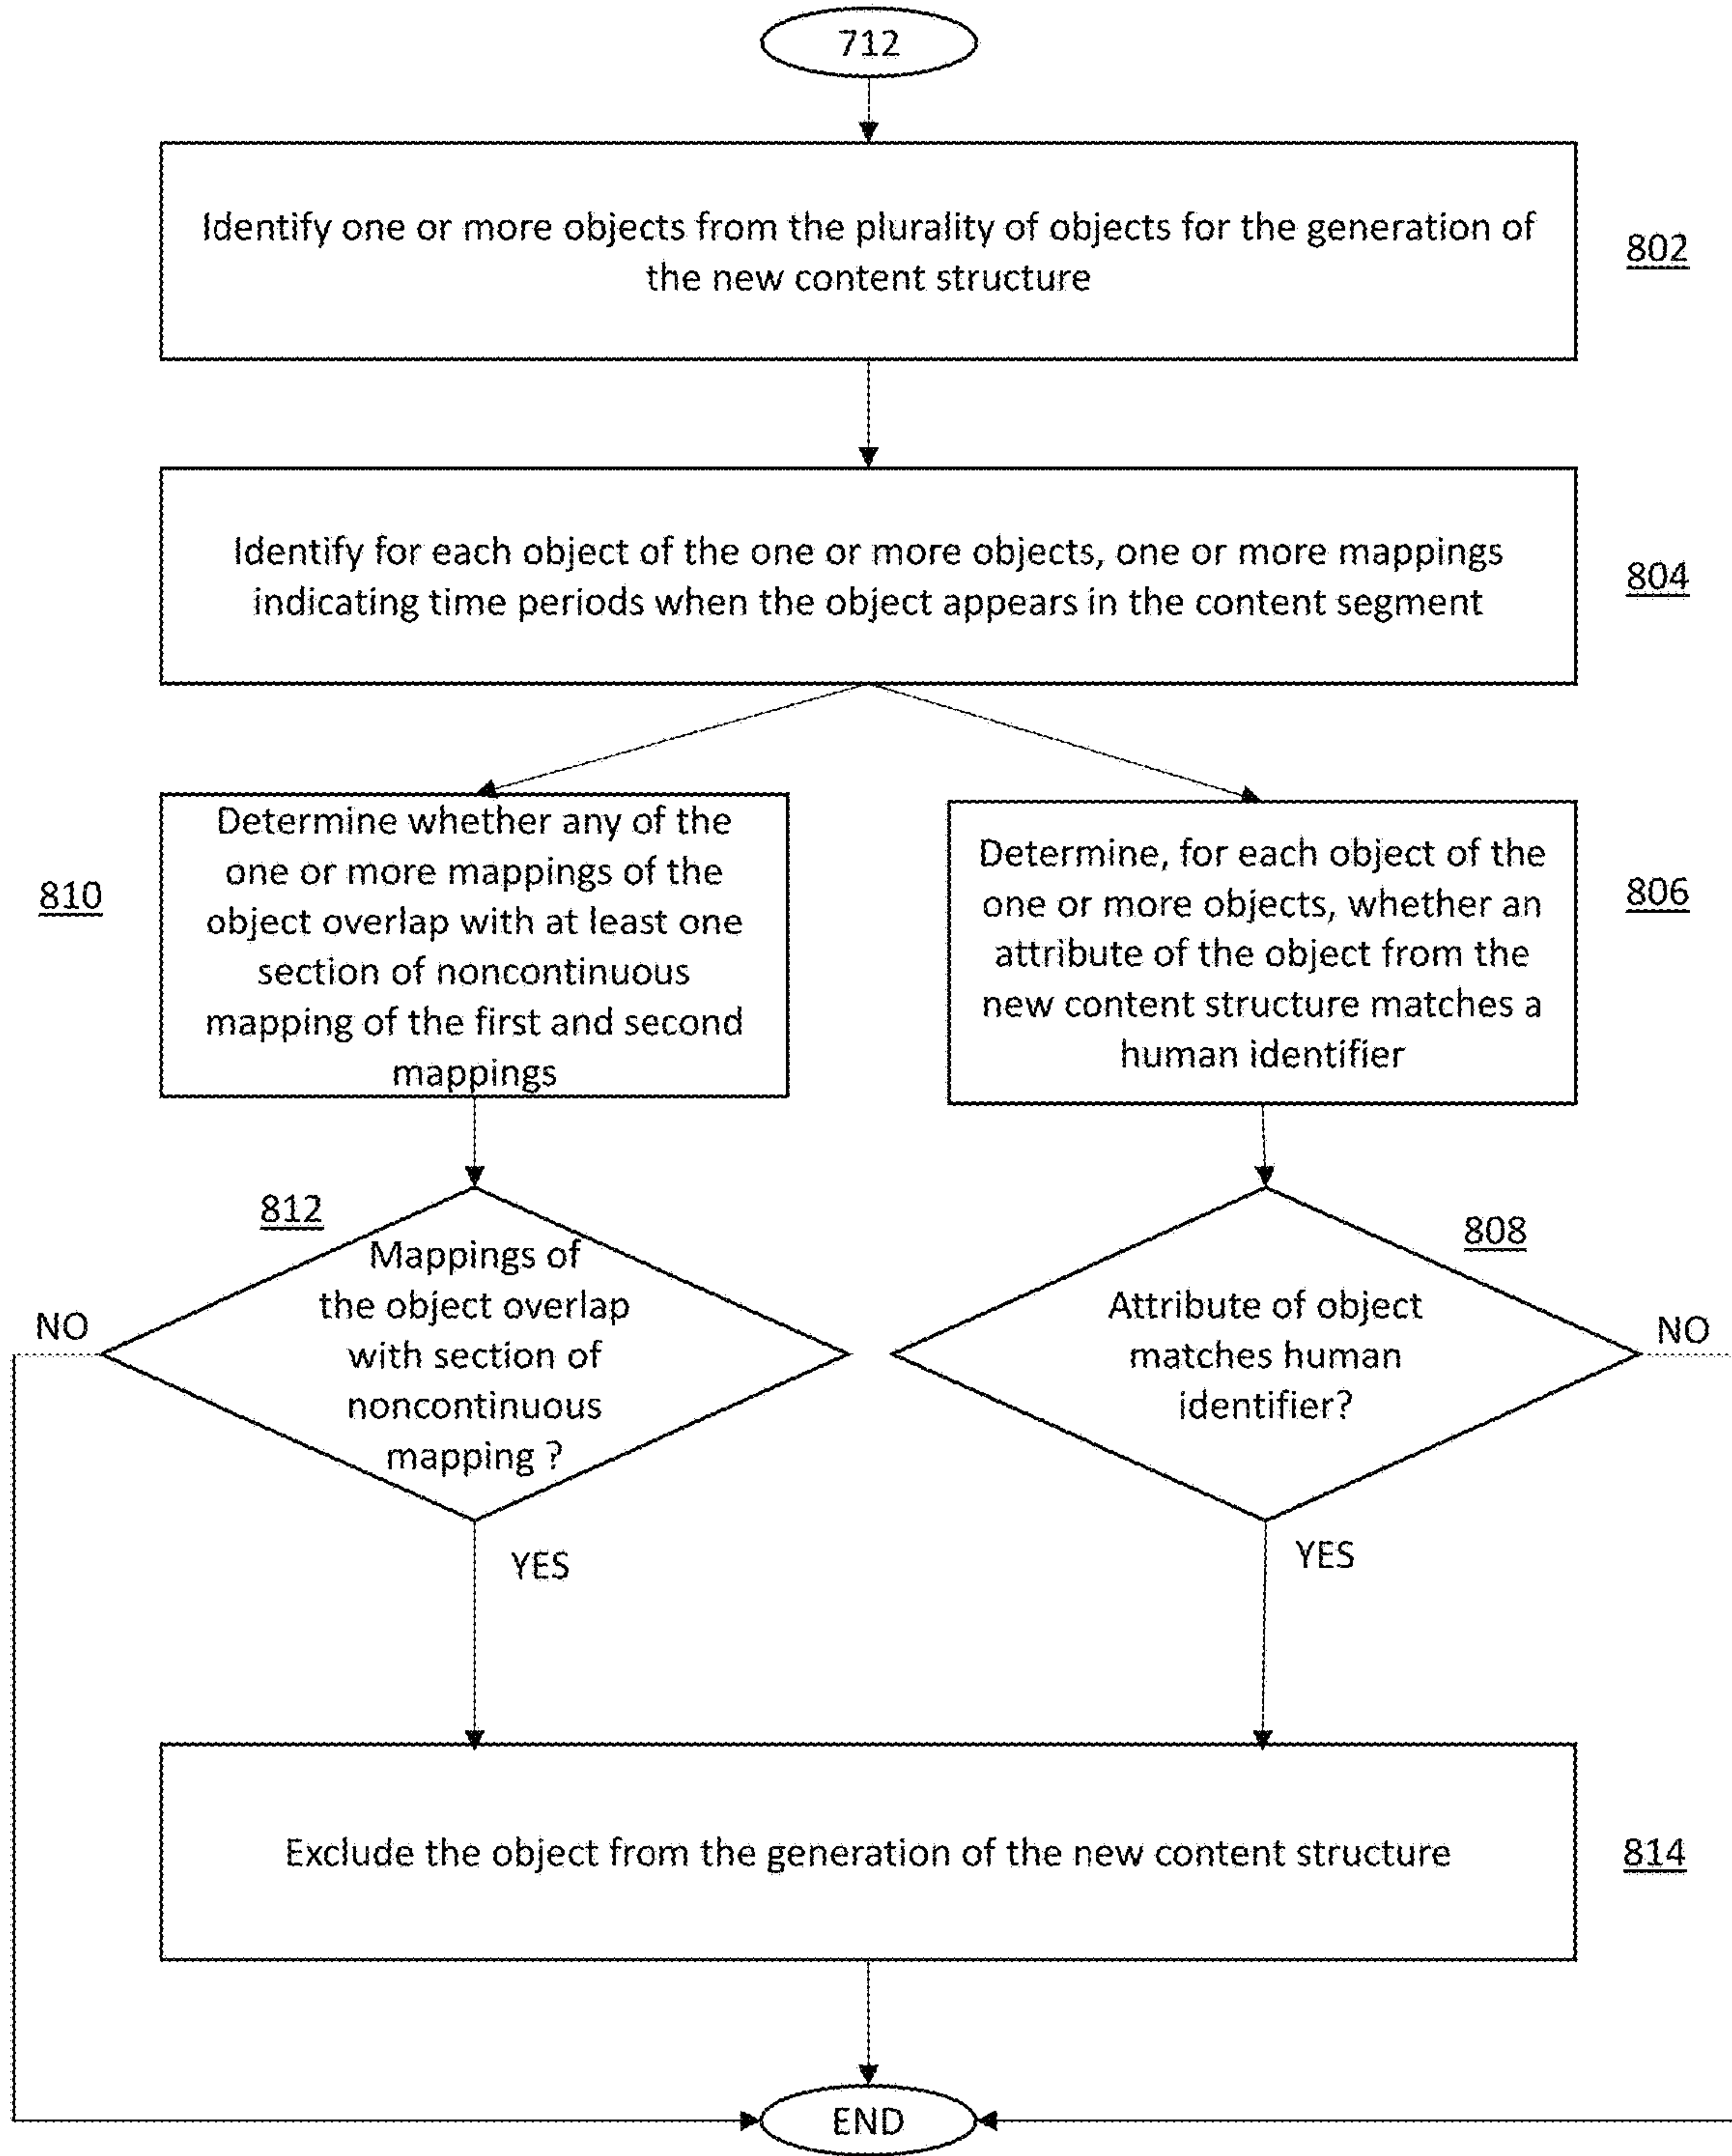 712
Identify one or more objects from the plurality of objects for the generation of
the new content structure
802
Identify for each object of the one or more objects, one or more mappings
indicating time periods when the object appears in the content segment
804
810
Determine whether any of the
one or more mappings of the
object overlap with at least one
section of noncontinuous
mapping of the first and second
mappings
Determine, for each object of the
one or more objects, whether an
attribute of the object from the
new content structure matches a
human identifier
806
812
Mappings of
the object overlap
with section of
noncontinuous
mapping ?
NO
YES
808
Attribute of object
matches human
identifier?
NO
YES
Exclude the object from the generation of the new content structure
814
END